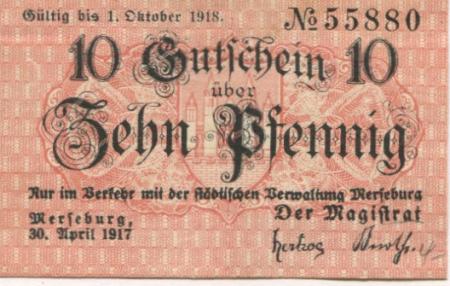 Gültig bis 1. Oktober 1918. № 55880
10 Gutschein 10
über
Zehn Pfennig
Nur im Verkehr mit der städtischen Verwaltung Merseburg
Merseburg, Der Magistrat
30. April 1917 Herzog